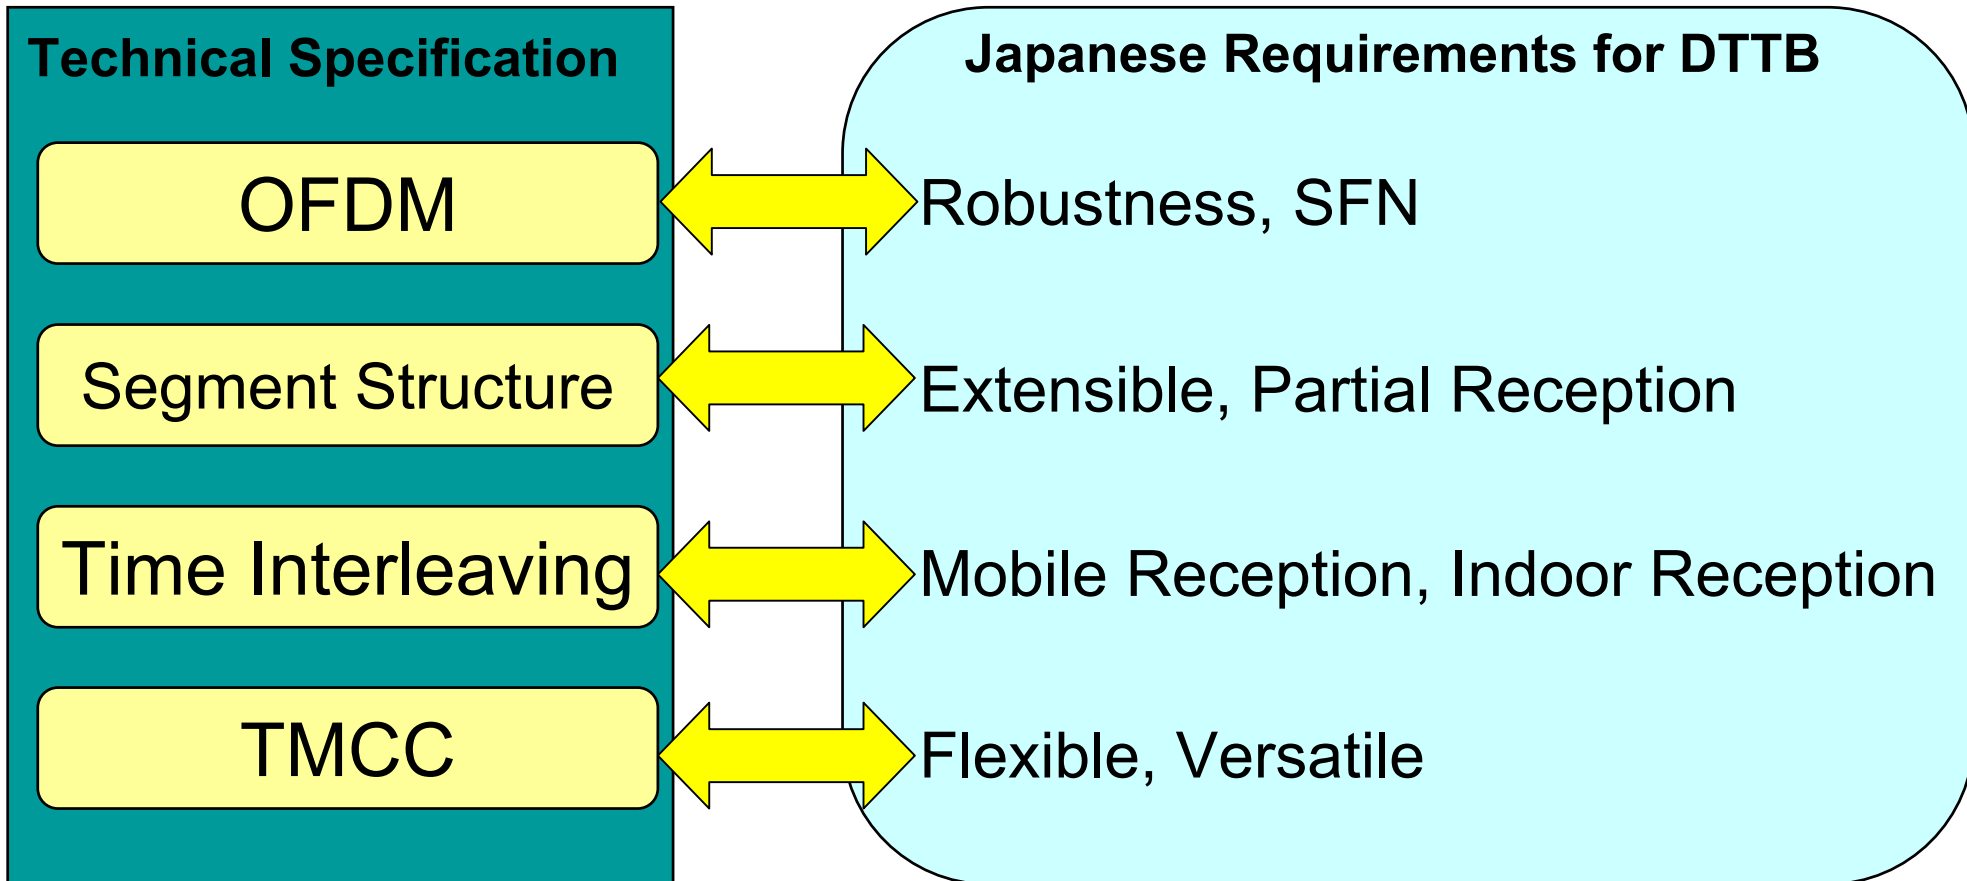 Technical Specification
Japanese Requirements for DTTB
OFDM
Robustness, SFN
Segment Structure
Extensible, Partial Reception
Time Interleaving
Mobile Reception, Indoor Reception
TMCC
Flexible, Versatile